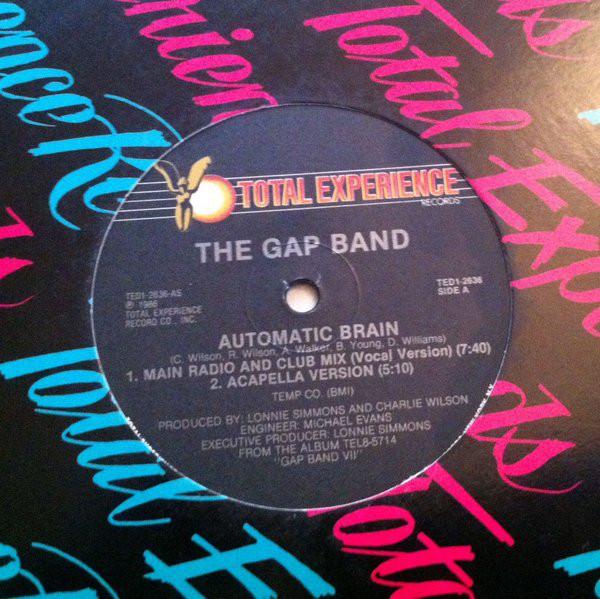 TOTAL EXPERIENCE
RECORDS
THE GAP BAND
TED1-2636-AS
℗ 1986
TOTAL EXPERIENCE
RECORD CO., INC.
TED1-2636
SIDE A
AUTOMATIC BRAIN
(C. Wilson, R. Wilson, A. Walker, B. Young, D. Williams)
1. MAIN RADIO AND CLUB MIX (Vocal Version) (7:40)
2. ACAPELLA VERSION (5:10)
TEMP CO. (BMI)
PRODUCED BY: LONNIE SIMMONS AND CHARLIE WILSON
ENGINEER: MICHAEL EVANS
EXECUTIVE PRODUCER: LONNIE SIMMONS
FROM THE ALBUM TEL8-5714
"GAP BAND VII"
Total
Total